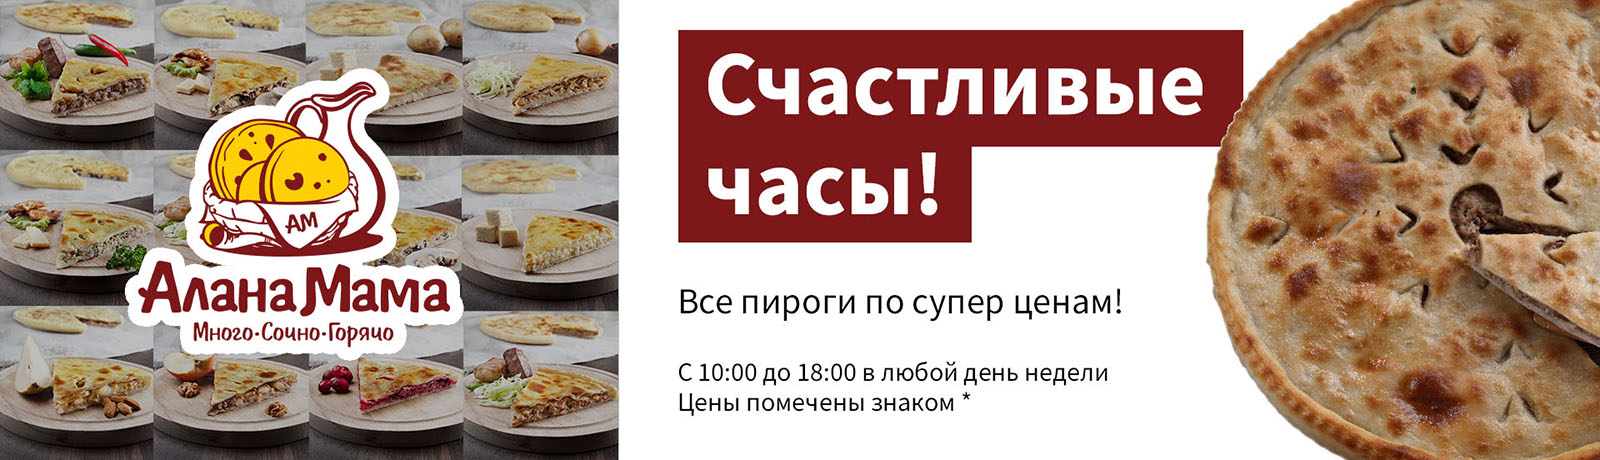 АМ
Алана Мама
Много·Сочно·Горячо
Счастливые
часы!
Все пироги по супер ценам!
С 10:00 до 18:00 в любой день недели
Цены помечены знаком *